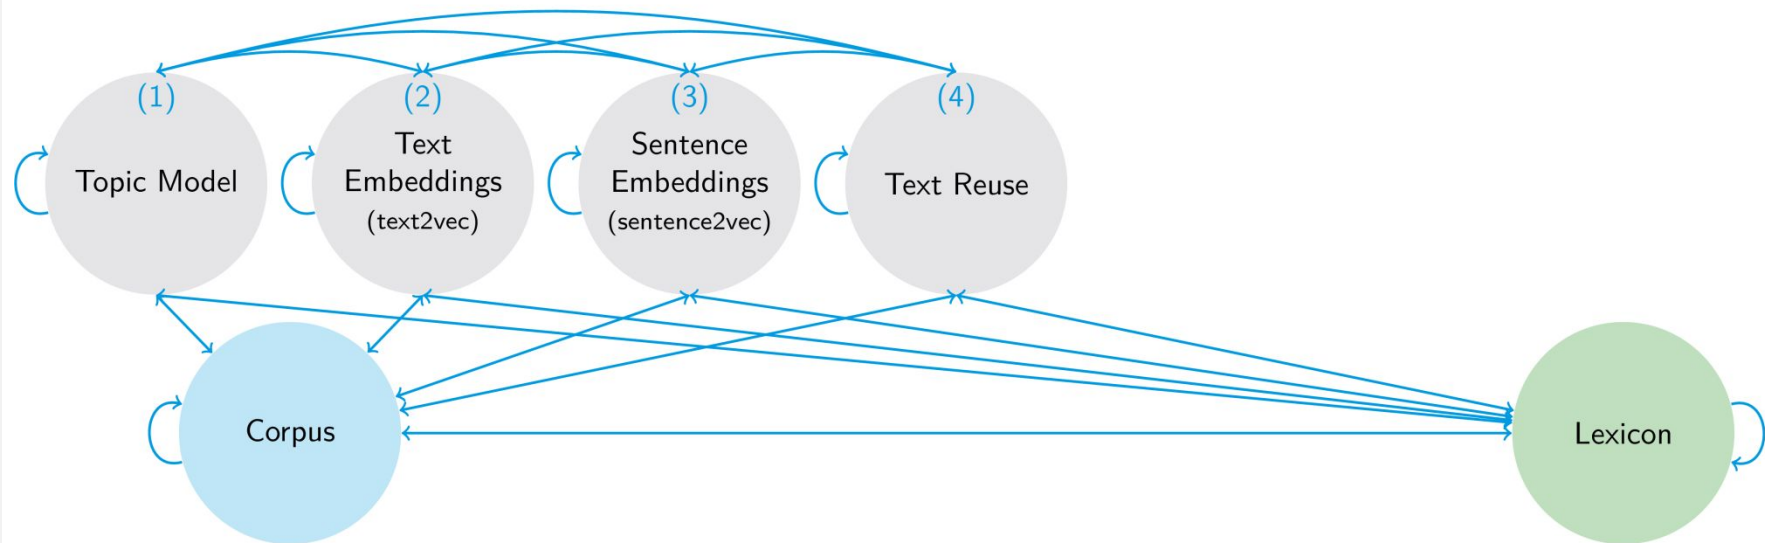 (1)
Topic Model
(2)
Text
Embeddings
(text2vec)
(3)
Sentence
Embeddings
(sentence2vec)
(4)
Text Reuse
Corpus
Lexicon